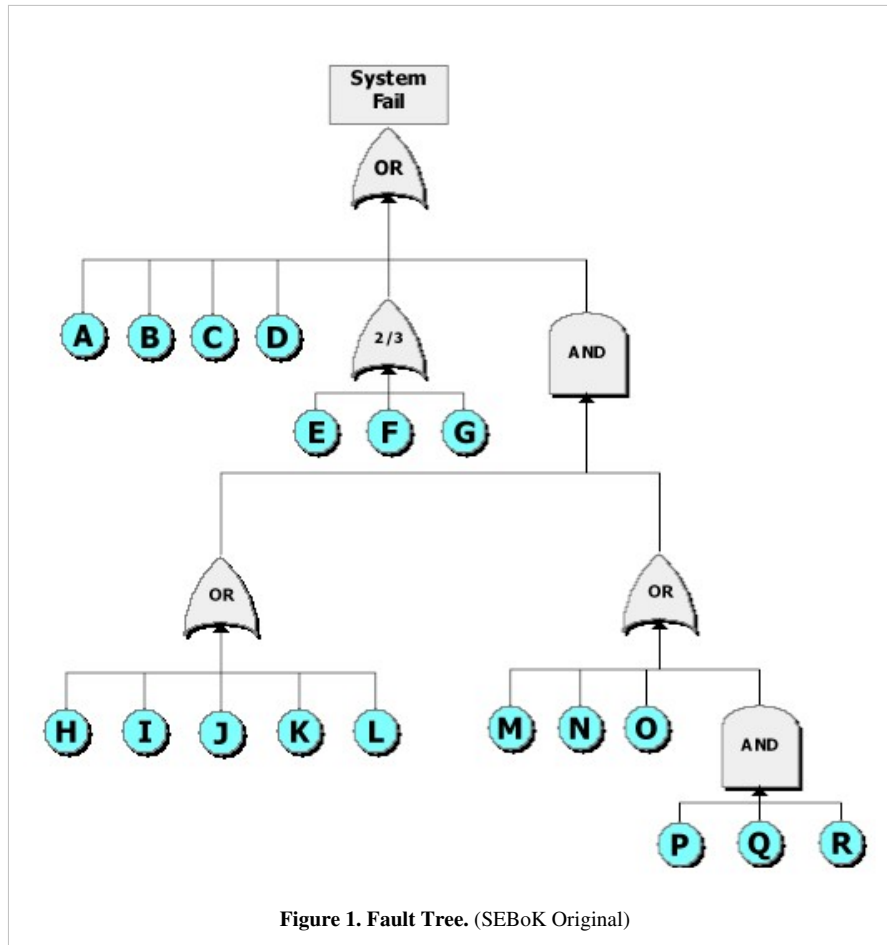 System
Fail
OR
A B C D
2/3
AND
E F G
OR
OR
H I J K L
M N O
AND
P Q R
Figure 1. Fault Tree. (SEBoK Original)